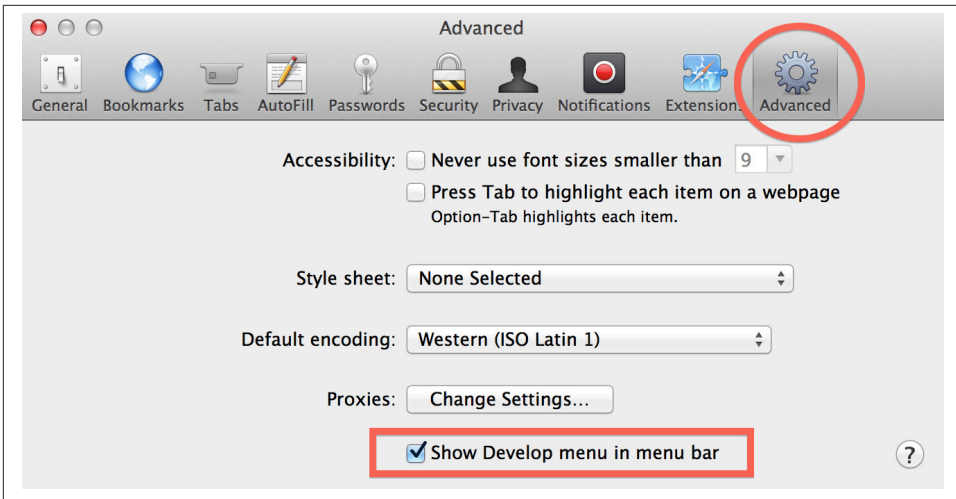 Advanced
General Bookmarks Tabs AutoFill Passwords Security Privacy Notifications Extensions Advanced
Accessibility: Never use font sizes smaller than 9
Press Tab to highlight each item on a webpage
Option-Tab highlights each item.
Style sheet: None Selected
Default encoding: Western (ISO Latin 1)
Proxies: Change Settings...
Show Develop menu in menu bar ?